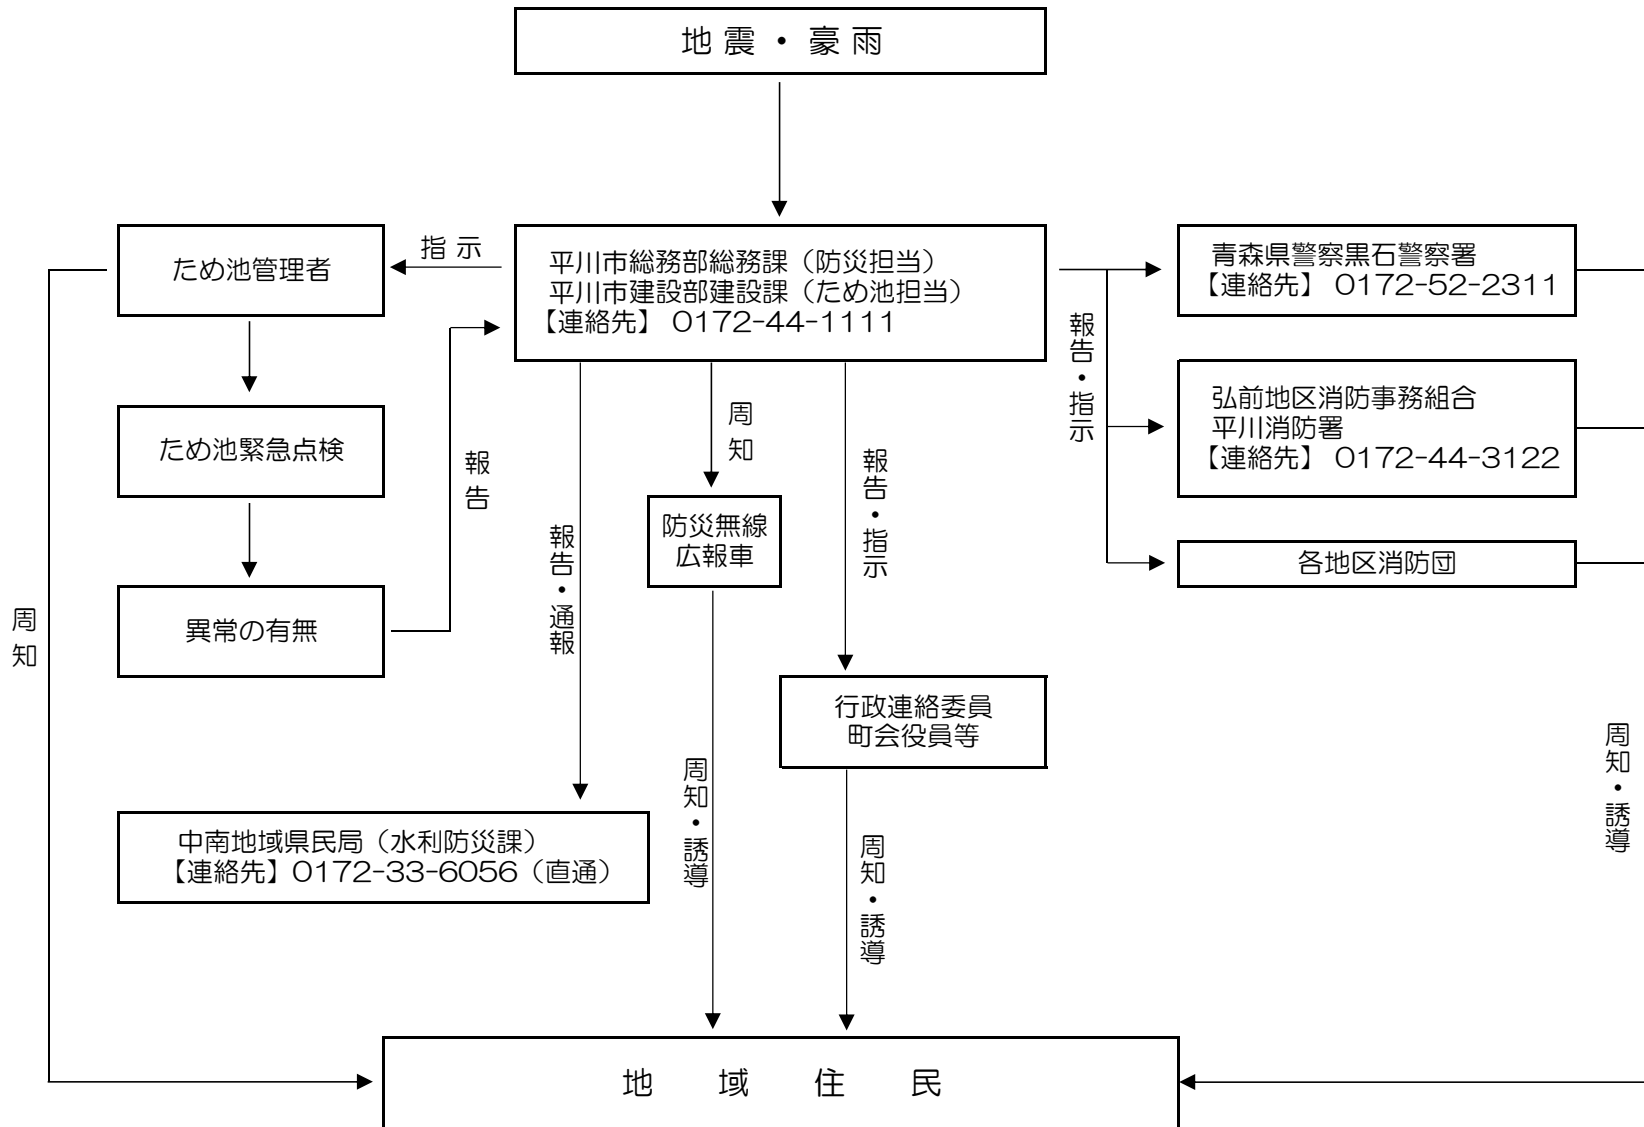 地震・豪雨
ため池管理者
指示
平川市総務部総務課（防災担当）
平川市建設部建設課（ため池担当）
【連絡先】 0172-44-1111
青森県警察黒石警察署
【連絡先】 0172-52-2311
報告・指示
弘前地区消防事務組合
平川消防署
【連絡先】 0172-44-3122
各地区消防団
ため池緊急点検
報告
異常の有無
周知
報告・通報
周知
防災無線
広報車
報告・指示
行政連絡委員
町会役員等
中南地域県民局（水利防災課）
【連絡先】0172-33-6056（直通）
周知・誘導
周知・誘導
周知・誘導
地域住民